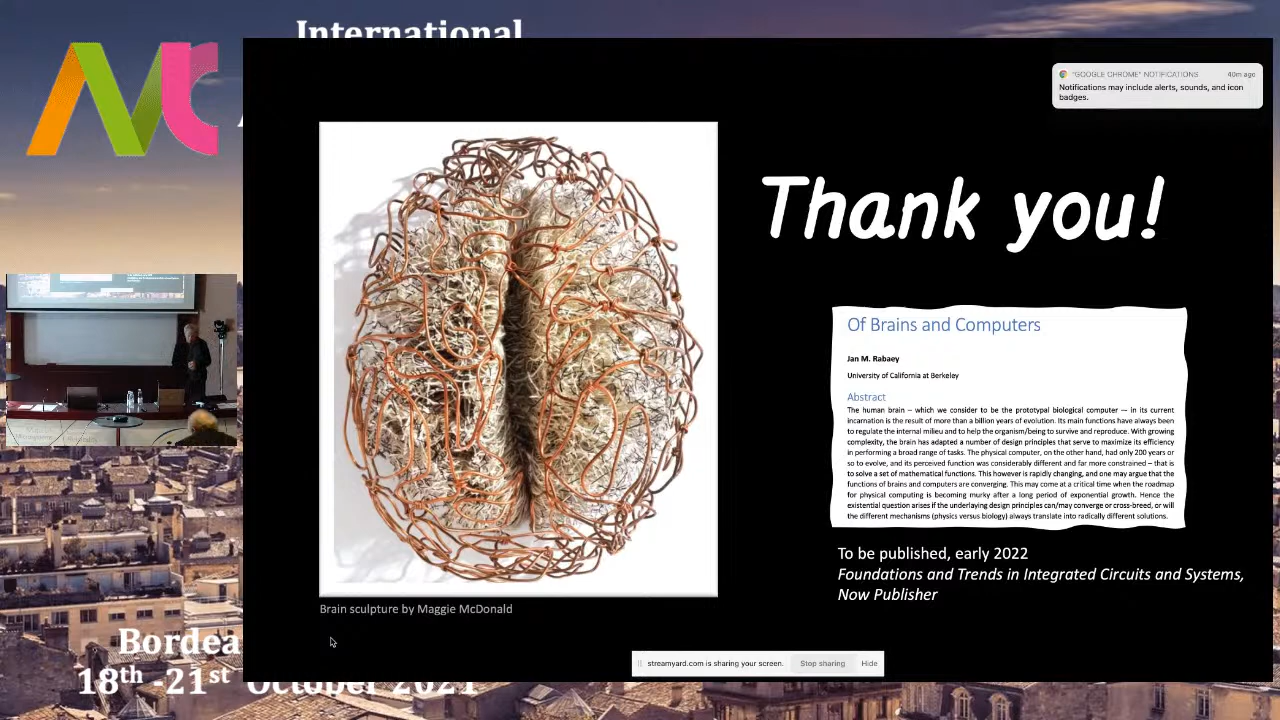 International
"GOOGLE CHROME" NOTIFICATIONS
40m ago
Notifications may include alerts, sounds, and icon
badges.
Thank you!
Of Brains and Computers
Jan M. Rabaey
University of California at Berkeley
Abstract
The human brain – which we consider to be the prototypal biological computer –- in its current
incarnation is the result of more than a billion years of evolution. Its main functions have always been
to regulate the internal milieu and to help the organism/being to survive and reproduce. With growing
complexity, the brain has adapted a number of design principles that serve to maximize its efficiency
in performing a broad range of tasks. The physical computer, on the other hand, had only 200 years or
so to evolve, and its perceived function was considerably different and far more constrained – that is
to solve a set of mathematical functions. This however is rapidly changing, and one may argue that the
functions of brains and computers are converging. This may come at a critical time when the roadmap
for physical computing is becoming murky after a long period of exponential growth. Hence the
existential question arises if the underlying design principles can/may converge or cross-breed, or will
the different mechanisms (physics versus biology) always translate into radically different solutions.
To be published, early 2022
Foundations and Trends in Integrated Circuits and Systems,
Now Publisher
Brain sculpture by Maggie McDonald
Bordea
streamyard.com is sharing your screen.
Stop sharing
Hide
18th -21st October 2021